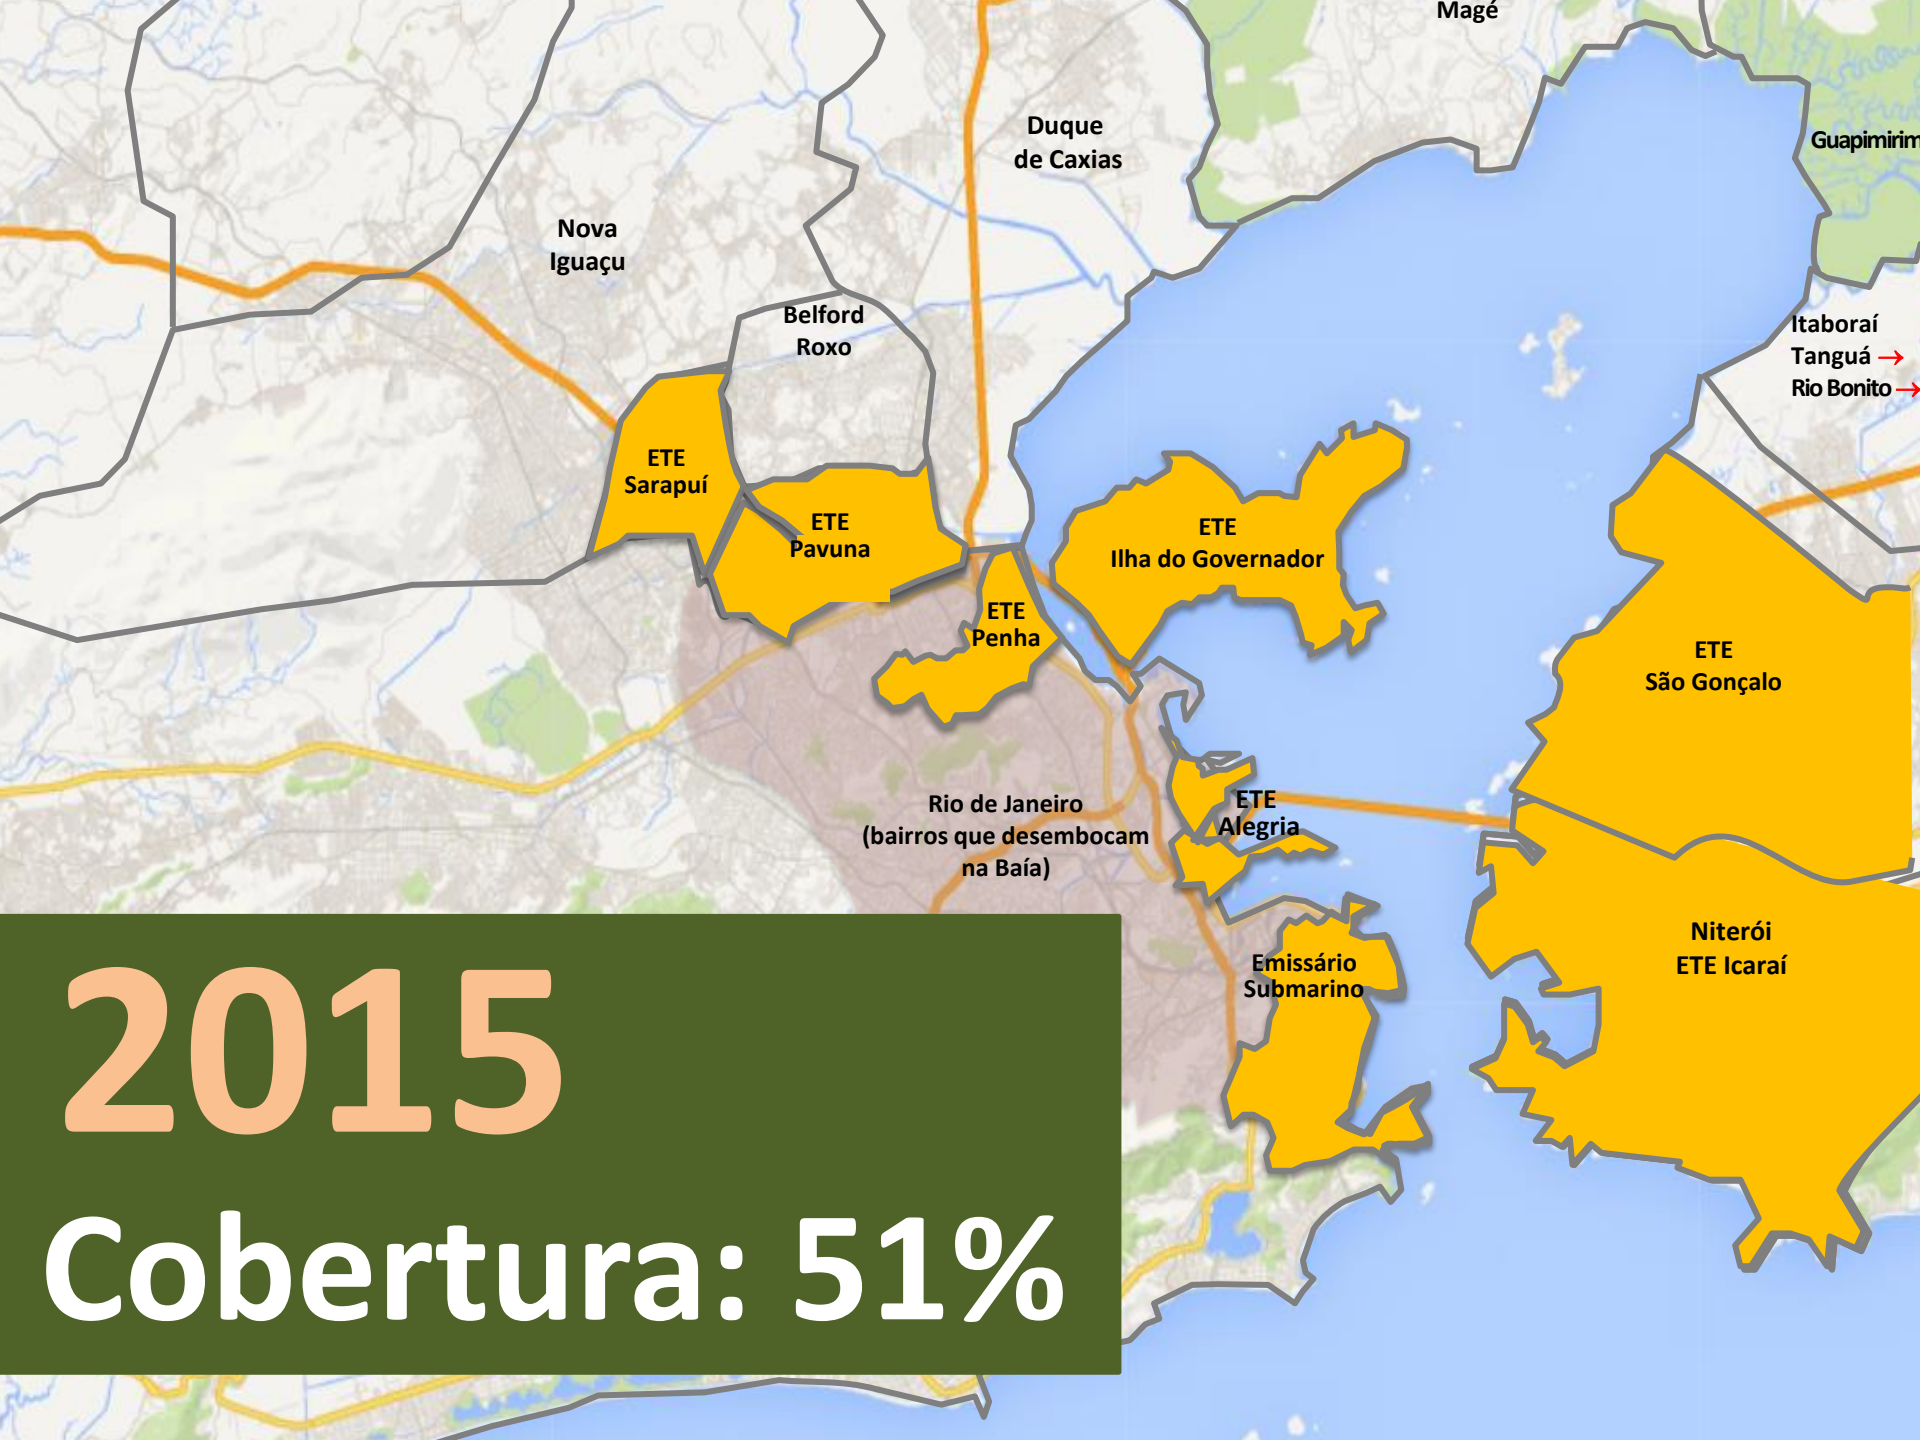 Magé
Duque
de Caxias
Guapimirim
Nova
Iguaçu
Belford
Roxo
Itaboraí
Tanguá →
Rio Bonito →
ETE
Sarapuí
ETE
Pavuna
ETE
Ilha do Governador
ETE
Penha
ETE
São Gonçalo
Rio de Janeiro
(bairros que desembocam
na Baía)
ETE
Alegria
Niterói
ETE Icaraí
Emissário
Submarino
2015
Cobertura: 51%